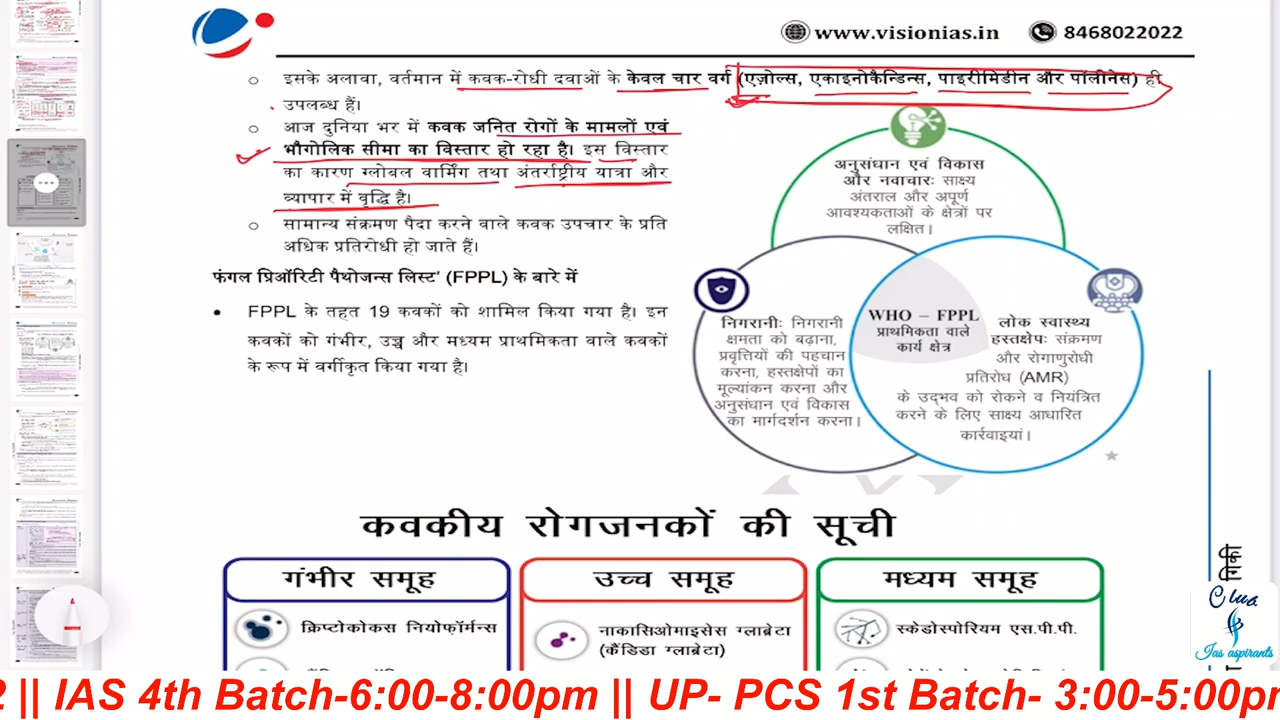 www.visionias.in 8468022022
इसके अलावा, वर्तमान में कवकरोधी दवाओं के केवल चार वर्ग (एज़ोल्स, एकाइनोकैन्डिन्स, पाइरीमिडीन और पॉलीनेस) ही
उपलब्ध हैं।
आज दुनिया भर में कवक जनित रोगों के मामलों एवं
भौगोलिक सीमा का विस्तार हो रहा है। इस विस्तार
का कारण ग्लोबल वार्मिंग तथा अंतर्राष्ट्रीय यात्रा और
व्यापार में वृद्धि है।
सामान्य संक्रमण पैदा करने वाले कवक उपचार के प्रति
अधिक प्रतिरोधी हो जाते हैं।
फंगल प्रिऑरिटी पैथोजन्स लिस्ट' (FPPL) के बारे में
FPPL के तहत 19 कवकों को शामिल किया गया है। इन
कवकों को गंभीर, उच्च और मध्यम प्राथमिकता वाले कवकों
के रूप में वर्गीकृत किया गया है।
अनुसंधान एवं विकास
और नवाचारः साक्ष्य
अंतराल और अपूर्ण
आवश्यकताओं के क्षेत्रों पर
लक्षित।
निगरानीः निगरानी
क्षमता को बढ़ाना,
प्रवृत्तियों की पहचान
करना, हस्तक्षेपों का
मूल्यांकन करना और
अनुसंधान एवं विकास
का मार्गदर्शन करना।
WHO – FPPL
प्राथमिकता वाले
कार्य क्षेत्र
लोक स्वास्थ्य
हस्तक्षेपः संक्रमण
और रोगाणुरोधी
प्रतिरोध (AMR)
के उद्भव को रोकने व नियंत्रित
करने के लिए साक्ष्य आधारित
कार्रवाइयां।
कवकीय रोगजनकों की सूची
गंभीर समूह
उच्च समूह
मध्यम समूह
क्रिप्टोकोकस नियोफॉर्मन्स
नाकासिओमाइसेस ग्लाब्रेटा
(कैंडिडा ग्लाब्रेटा)
स्केडोस्पोरियम एस.पी.पी.
Clue
Ias aspirants
2 || IAS 4th Batch-6:00-8:00pm || UP- PCS 1st Batch- 3:00-5:00pm